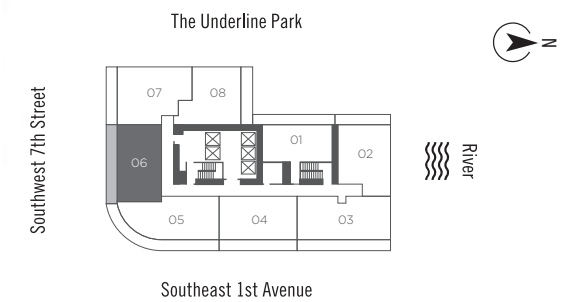 The Underline Park
N
07
08
Southwest 7th Street
01
06
02
River
05
04
03
Southeast 1st Avenue